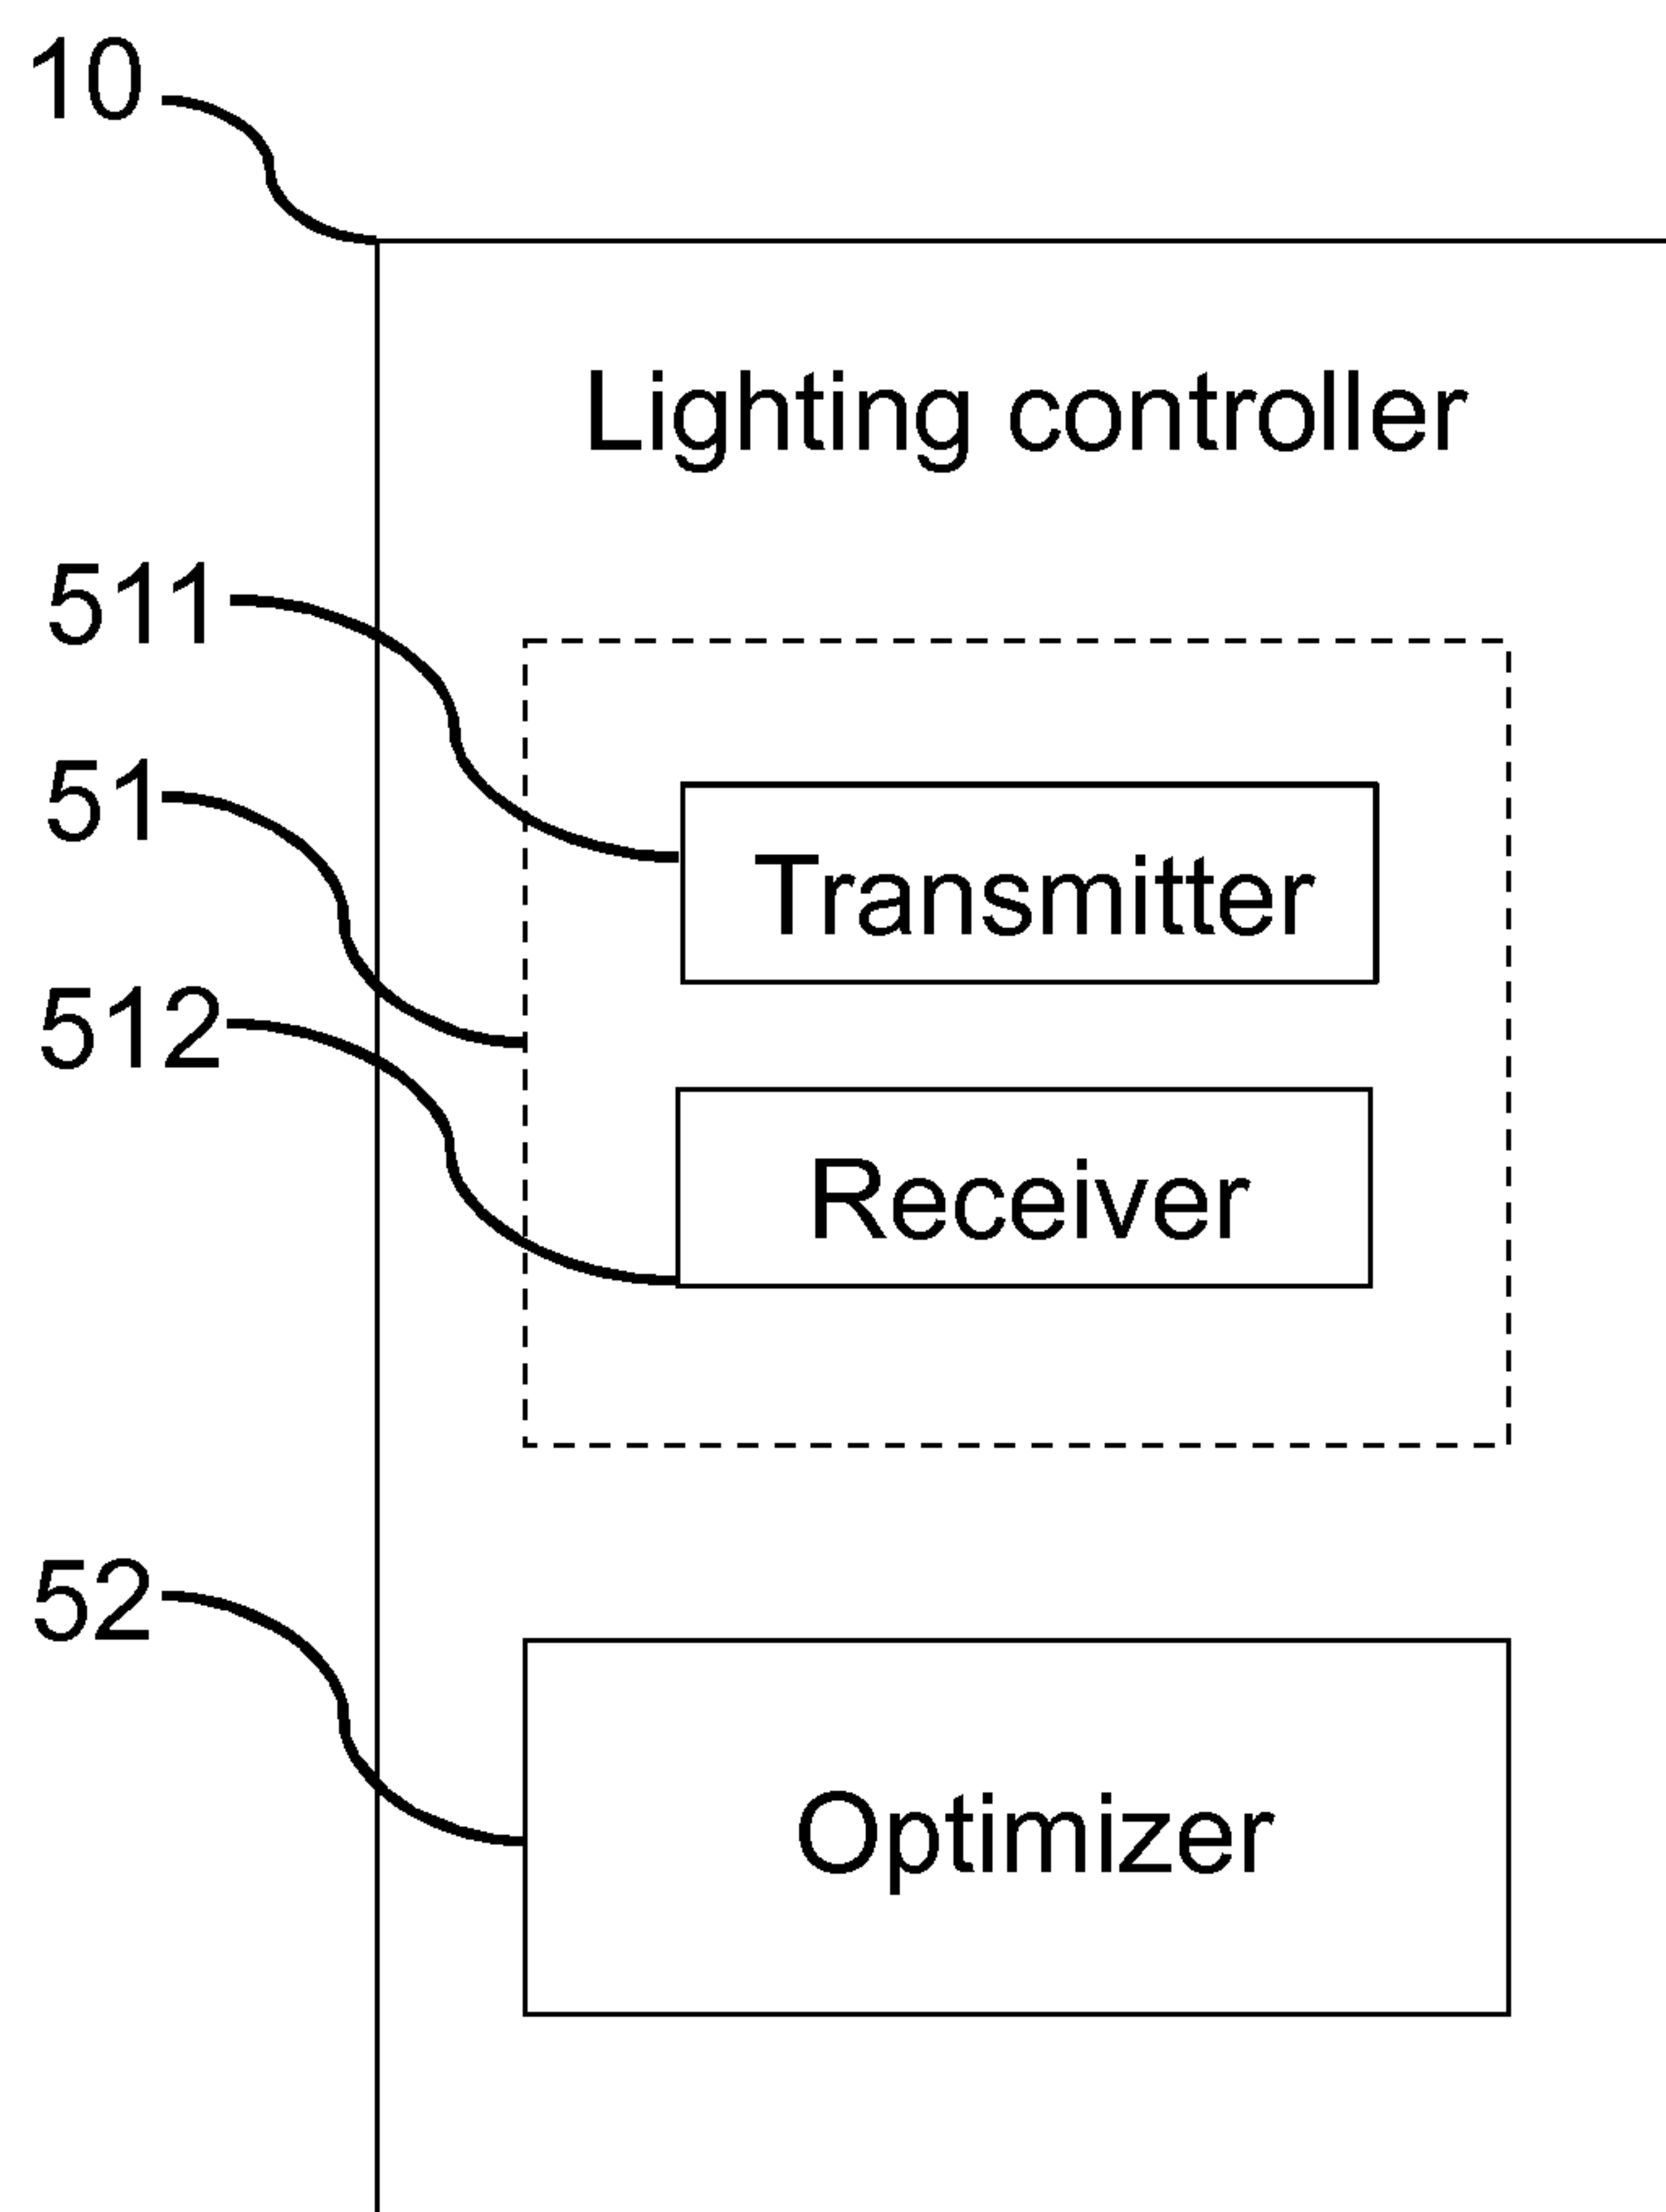 10
Lighting controller
511
51
Transmitter
512
Receiver
52
Optimizer